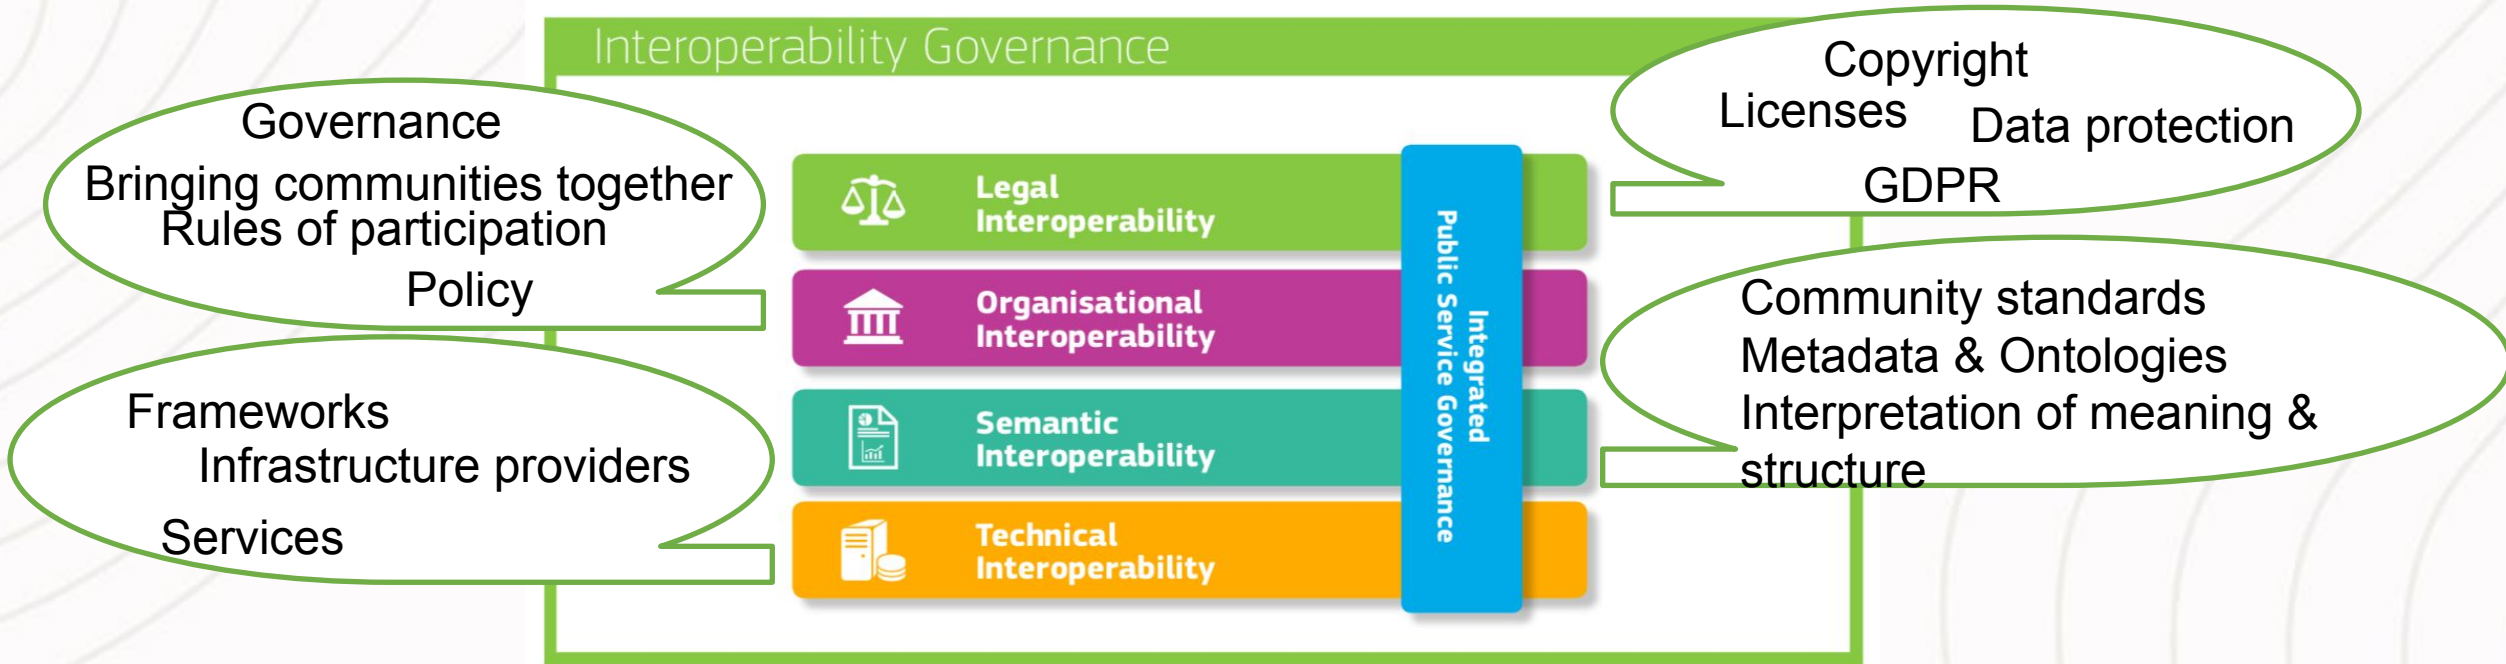 Interoperability Governance
Governance
Bringing communities together
Rules of participation
Policy
Frameworks
Infrastructure providers
Services
Legal
Interoperability
Organisational
Interoperability
Semantic
Interoperability
Technical
Interoperability
Integrated
Public Service Governance
Copyright
Licenses
Data protection
GDPR
Community standards
Metadata & Ontologies
Interpretation of meaning &
structure